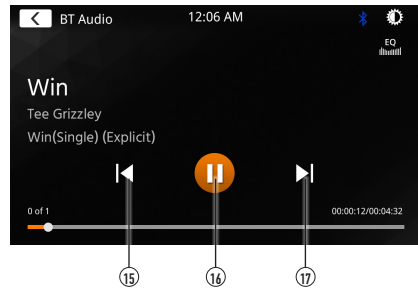 BT Audio 12:06 AM
EQ
Win
Tee Grizzley
Win(Single) (Explicit)
0 of 1 00:00:12/00:04:32
15 16 17